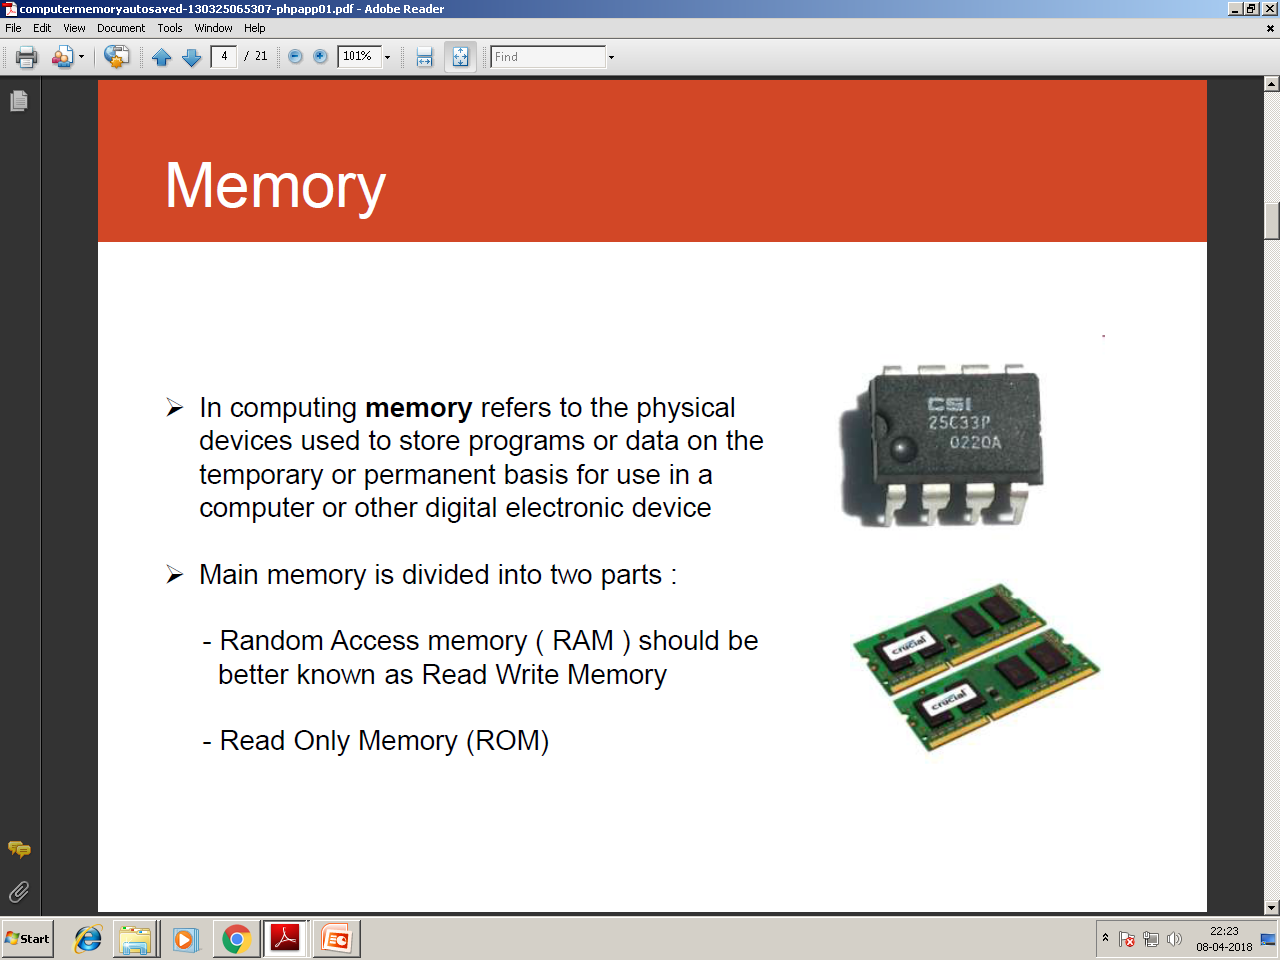 computermemoryautosaved-130325065307-phpapp01.pdf - Adobe Reader
File Edit View Document Tools Window Help
4 / 21 101% Find
Memory
In computing memory refers to the physical
devices used to store programs or data on the
temporary or permanent basis for use in a
computer or other digital electronic device
Main memory is divided into two parts :
- Random Access memory ( RAM ) should be
better known as Read Write Memory
- Read Only Memory (ROM)
CSI
25C33P
0220A
crucial
crucial
Start
22:23
08-04-2018